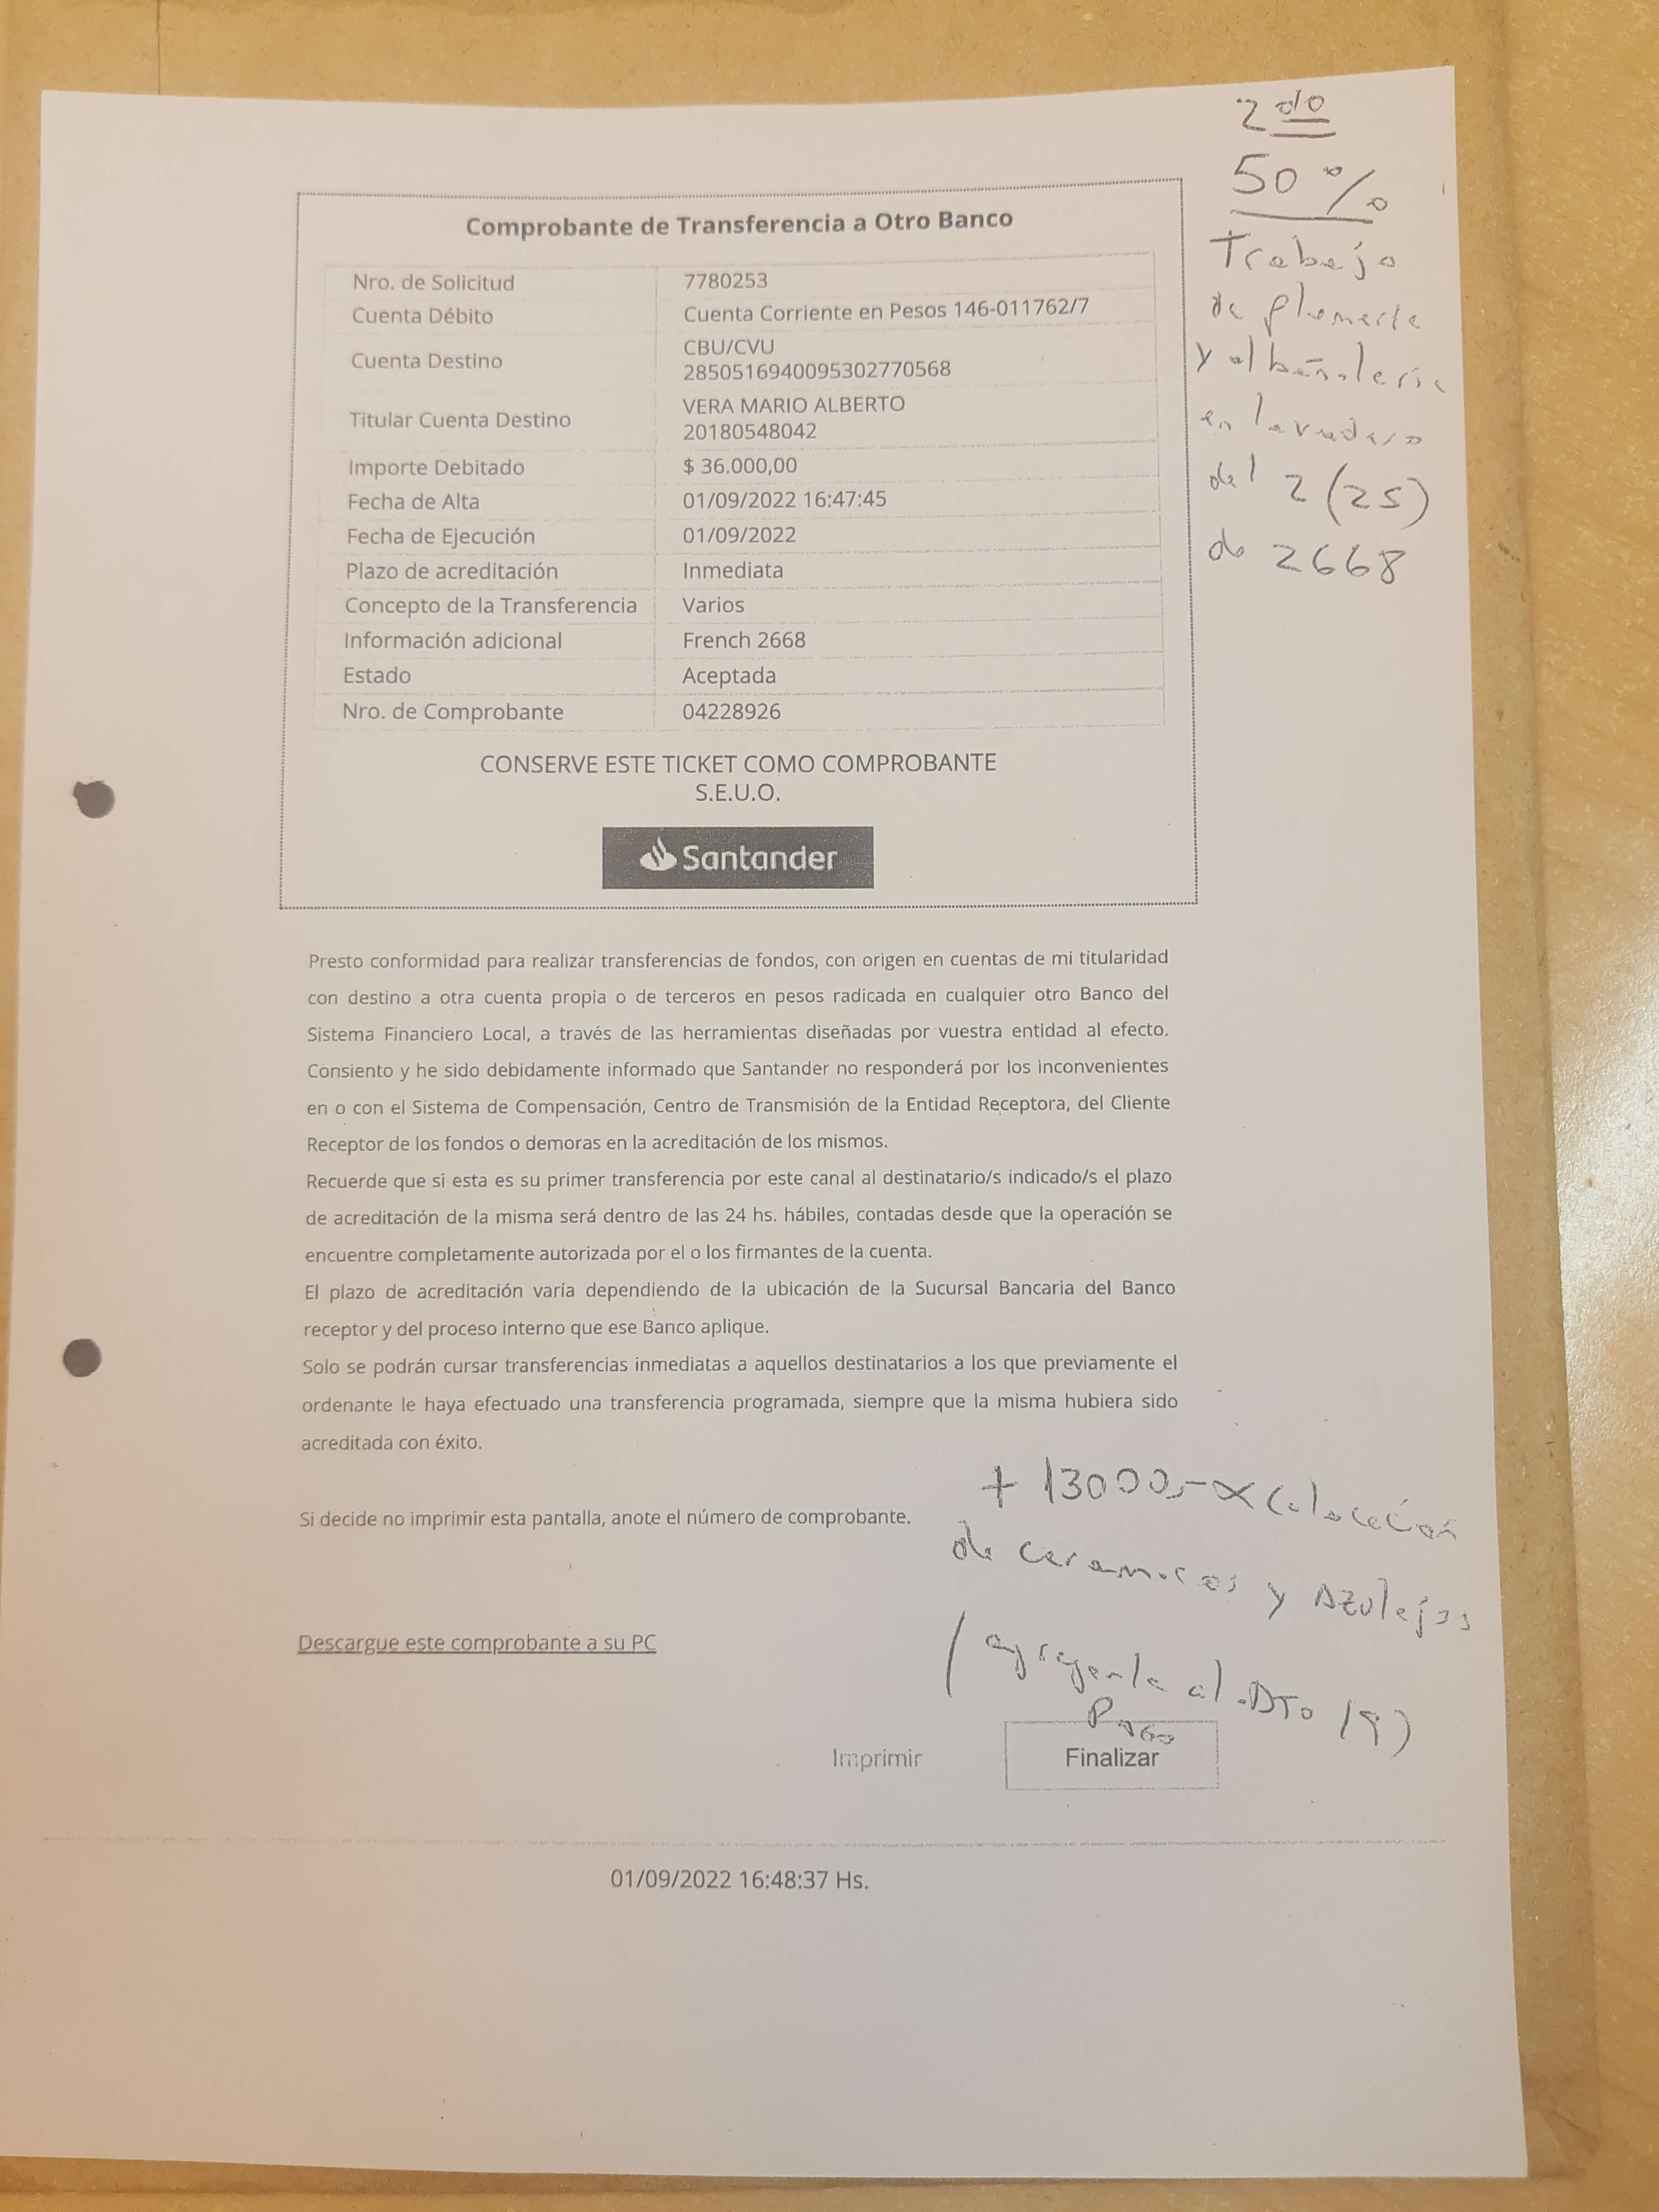 2do
50%
Trabajo
de plomeria
y albañileria
en lavadero
del 2 (25)
de 2668
Comprobante de Transferencia a Otro Banco
Nro. de Solicitud 7780253
Cuenta Débito Cuenta Corriente en Pesos 146-011762/7
Cuenta Destino CBU/CVU
2850516940095302770568
Titular Cuenta Destino VERA MARIO ALBERTO
20180548042
Importe Debitado $ 36.000,00
Fecha de Alta 01/09/2022 16:47:45
Fecha de Ejecución 01/09/2022
Plazo de acreditación Inmediata
Concepto de la Transferencia Varios
Información adicional French 2668
Estado Aceptada
Nro. de Comprobante 04228926
CONSERVE ESTE TICKET COMO COMPROBANTE
S.E.U.O.
Santander
Presto conformidad para realizar transferencias de fondos, con origen en cuentas de mi titularidad
con destino a otra cuenta propia o de terceros en pesos radicada en cualquier otro Banco del
Sistema Financiero Local, a través de las herramientas diseñadas por vuestra entidad al efecto.
Consiento y he sido debidamente informado que Santander no responderá por los inconvenientes
en o con el Sistema de Compensación, Centro de Transmisión de la Entidad Receptora, del Cliente
Receptor de los fondos o demoras en la acreditación de los mismos.
Recuerde que si esta es su primer transferencia por este canal al destinatario/s indicado/s el plazo
de acreditación de la misma será dentro de las 24 hs. hábiles, contadas desde que la operación se
encuentre completamente autorizada por el o los firmantes de la cuenta.
El plazo de acreditación varía dependiendo de la ubicación de la Sucursal Bancaria del Banco
receptor y del proceso interno que ese Banco aplique.
Solo se podrán cursar transferencias inmediatas a aquellos destinatarios a los que previamente el
ordenante le haya efectuado una transferencia programada, siempre que la misma hubiera sido
acreditada con éxito.
+ 13000,- x Colocación
de ceramicos y Azulejos
Si decide no imprimir esta pantalla, anote el número de comprobante.
Descargue este comprobante a su PC
( al DTo
Pago
Imprimir Finalizar
01/09/2022 16:48:37 Hs.